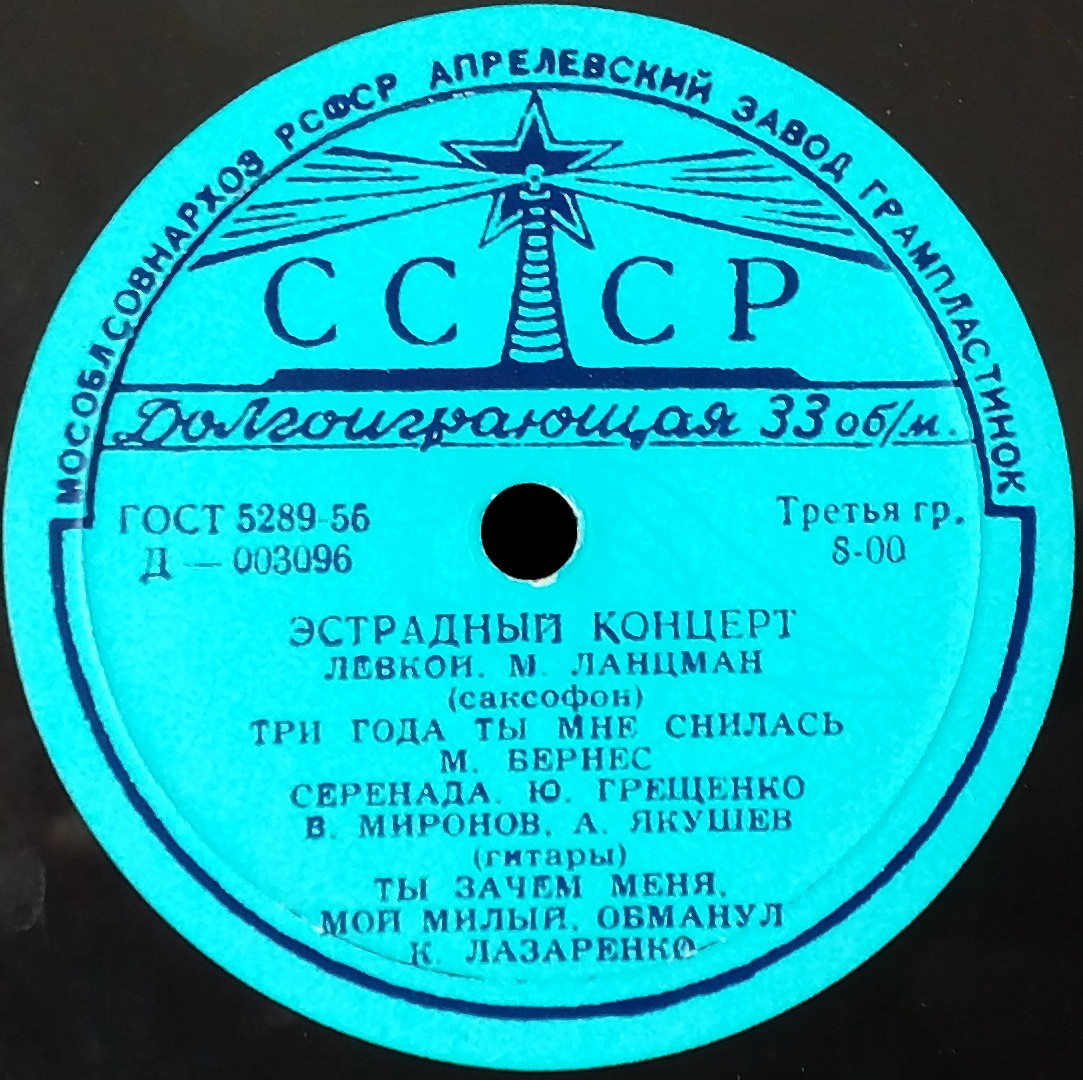 МОСОБЛСОВНАРХОЗ РСФСР АПРЕЛЕВСКИЙ ЗАВОД ГРАМПЛАСТИНОК
СССР
Долгоиграющая 33 об/м.
ГОСТ 5289-56
Д — 003096
Третья гр.
8-00
ЭСТРАДНЫЙ КОНЦЕРТ
ЛЕВКОЙ. М. ЛАНЦМАН
(саксофон)
ТРИ ГОДА ТЫ МНЕ СНИЛАСЬ
М. БЕРНЕС
СЕРЕНАДА. Ю. ГРЕЩЕНКО
В. МИРОНОВ, А. ЯКУШЕВ
(гитары)
ТЫ ЗАЧЕМ МЕНЯ,
МОЙ МИЛЫЙ, ОБМАНУЛ
К. ЛАЗАРЕНКО